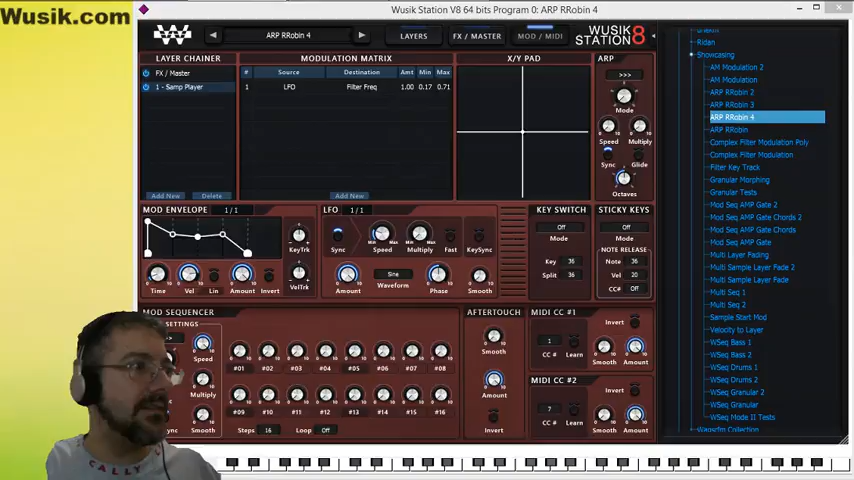 Wusik.com
Wusik Station V8 64 bits Program 0: ARP RRobin 4
ARP RRobin 4
LAYERS
FX / MASTER
MOD / MIDI
WUSIK
STATION8
LAYER CHAINER
FX / Master
1 - Samp Player
Add New
Delete
MODULATION MATRIX
# Source Destination Amt Min Max
1 LFO Filter Freq 1.00 0.17 0.71
Add New
X/Y PAD
ARP
>>>
Mode
Speed
Multiply
Sync
Glide
Octaves
MOD ENVELOPE
1/1
KeyTrk
VelTrk
Time
Vel
Lin
Amount
Invert
LFO
1/1
Sync
Min
Max
Speed
Multiply
Fast
KeySync
Amount
Sine
Waveform
Phase
Smooth
KEY SWITCH
Off
Mode
Key 36
Split 36
STICKY KEYS
Off
Mode
NOTE RELEASE
Note 36
Vel 20
CC# Off
MOD SEQUENCER
SETTINGS
Speed
Multiply
Smooth
#01 #02 #03 #04 #05 #06 #07 #08
#09 #10 #11 #12 #13 #14 #15 #16
Steps 16
Loop Off
AFTERTOUCH
Smooth
Amount
Invert
MIDI CC #1
Invert
1
CC #
Learn
Smooth
Amount
MIDI CC #2
Invert
7
CC #
Learn
Smooth
Amount
Ridan
Showcasing
AM Modulation 2
AM Modulation
ARP RRobin 2
ARP RRobin 3
ARP RRobin 4
ARP RRobin
Complex Filter Modulation Poly
Complex Filter Modulation
Filter Key Track
Granular Morphing
Granular Tests
Mod Seq AMP Gate 2
Mod Seq AMP Gate Chords 2
Mod Seq AMP Gate Chords
Mod Seq AMP Gate
Multi Layer Fading
Multi Sample Layer Fade 2
Multi Sample Layer Fade
Multi Seq 1
Multi Seq 2
Sample Start Mod
Velocity to Layer
WSeq Bass 1
WSeq Bass 2
WSeq Drums 1
WSeq Drums 2
WSeq Granular 2
WSeq Granular
WSeq Mode II Tests